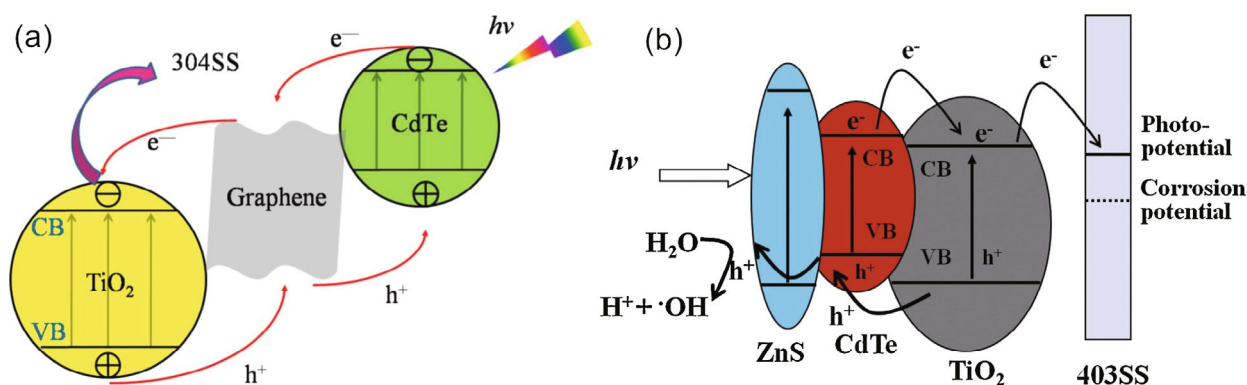 (a)
304SS
e—
hν
CdTe
e—
Graphene
CB
TiO₂
VB
h⁺
h⁺
(b)
e⁻
e⁻
hν
e⁻
CB
e⁻
CB
Photo-
potential
Corrosion
potential
H₂O
h⁺
VB
h⁺
VB
h⁺
H⁺ + ·OH
h⁺
ZnS
CdTe
TiO₂
403SS